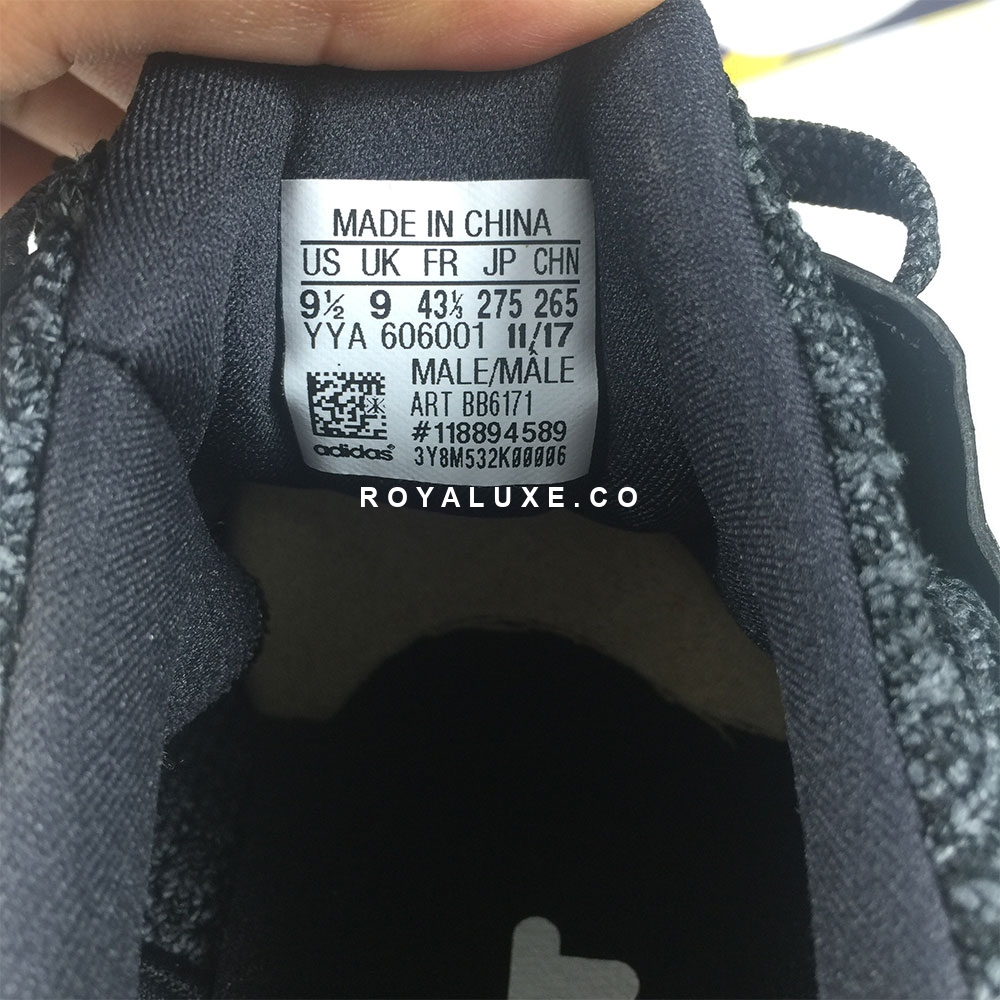 MADE IN CHINA
US UK FR JP CHN
9½ 9 43⅓ 275 265
YYA 606001 11/17
MALE/MÂLE
ART BB6171
#118894589
adidas® 3Y8M532K00006
ROYALUXE.CO